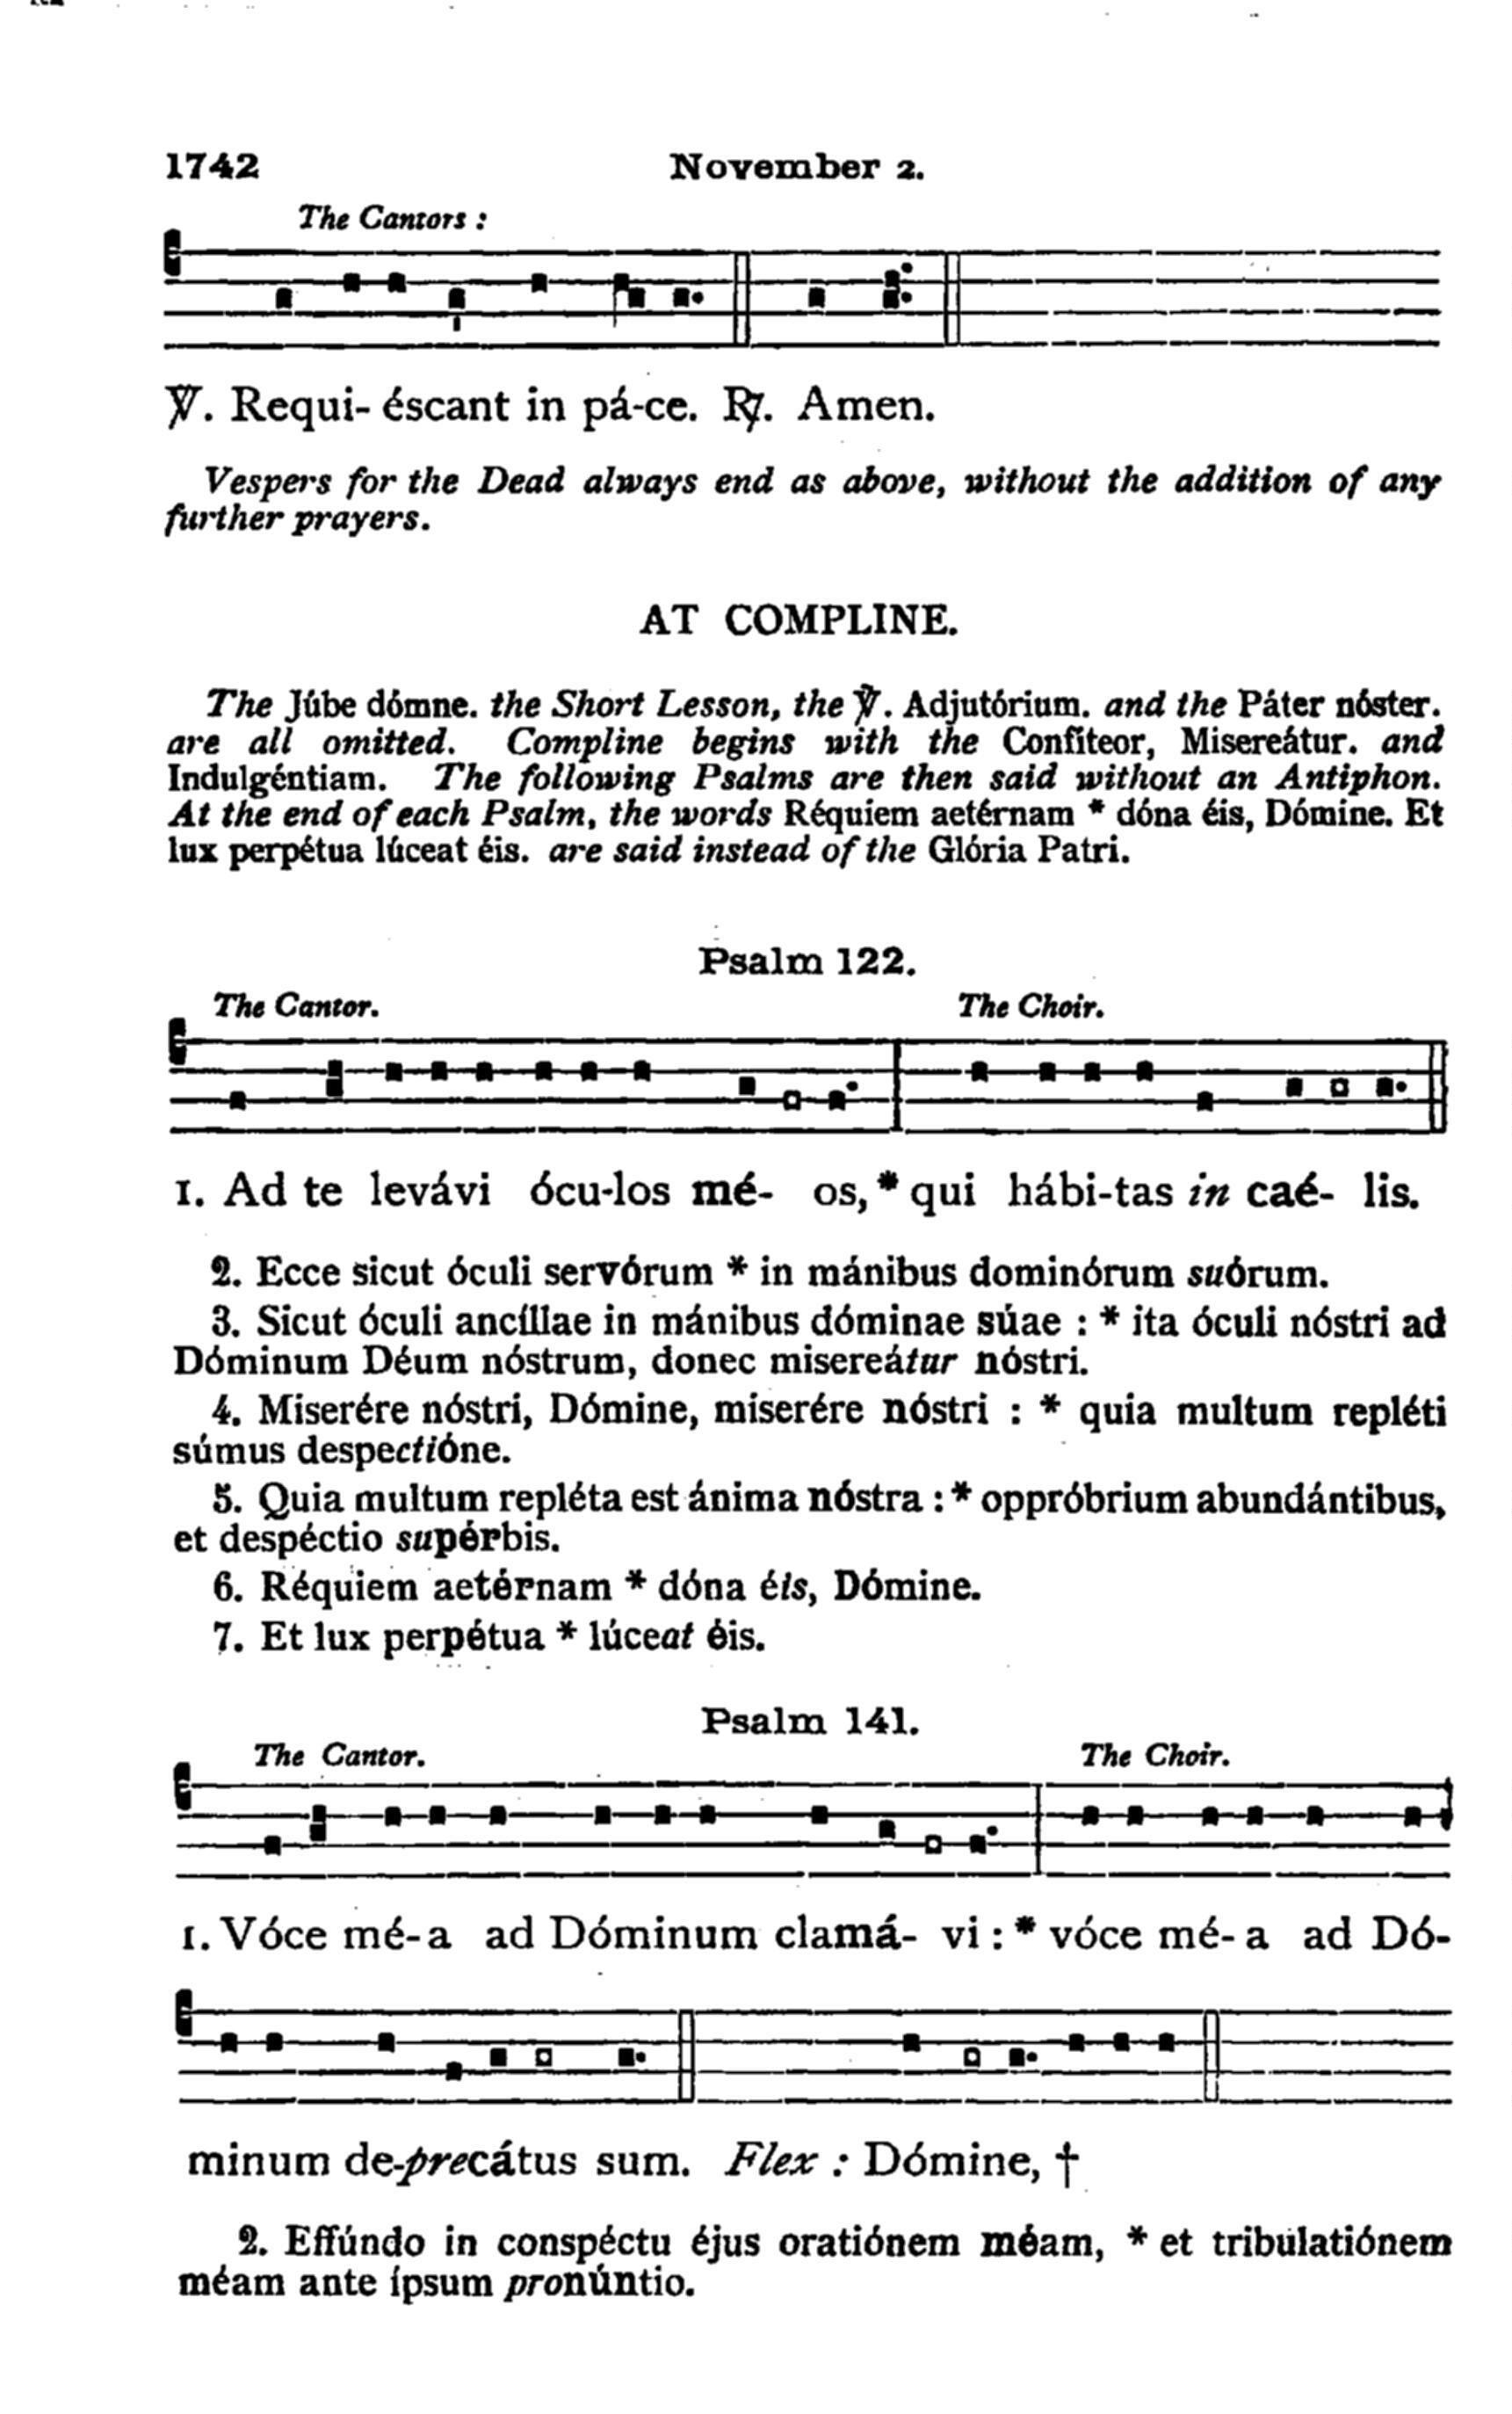 1742 November 2.
The Cantors :
℣. Requi- éscant in pá-ce. ℟. Amen.
Vespers for the Dead always end as above, without the addition of any
further prayers.
AT COMPLINE.
The Júbe dómne. the Short Lesson, the ℣. Adjutórium. and the Páter nóster.
are all omitted. Compline begins with the Confíteor, Misereátur. and
Indulgéntiam. The following Psalms are then said without an Antiphon.
At the end of each Psalm, the words Réquiem aetérnam * dóna éis, Dómine. Et
lux perpétua lúceat éis. are said instead of the Glória Patri.
Psalm 122.
The Cantor. The Choir.
1. Ad te levávi ócu-los mé- os, * qui hábi-tas in caé- lis.
2. Ecce sicut óculi servórum * in mánibus dominórum suórum.
3. Sicut óculi ancíllae in mánibus dóminae súae : * ita óculi nóstri ad
Dóminum Déum nóstrum, donec misereátur nóstri.
4. Miserére nóstri, Dómine, miserére nóstri : * quia multum repléti
súmus despectióne.
5. Quia multum repléta est ánima nóstra : * oppróbrium abundántibus,
et despéctio supérbis.
6. Réquiem aetérnam * dóna éis, Dómine.
7. Et lux perpétua * lúceat éis.
Psalm 141.
The Cantor. The Choir.
1. Vóce mé-a ad Dóminum clamá- vi : * vóce mé-a ad Dó-
minum de-precátus sum. Flex : Dómine, †
2. Effúndo in conspéctu éjus oratiónem méam, * et tribulatiónem
méam ante ípsum pronúntio.